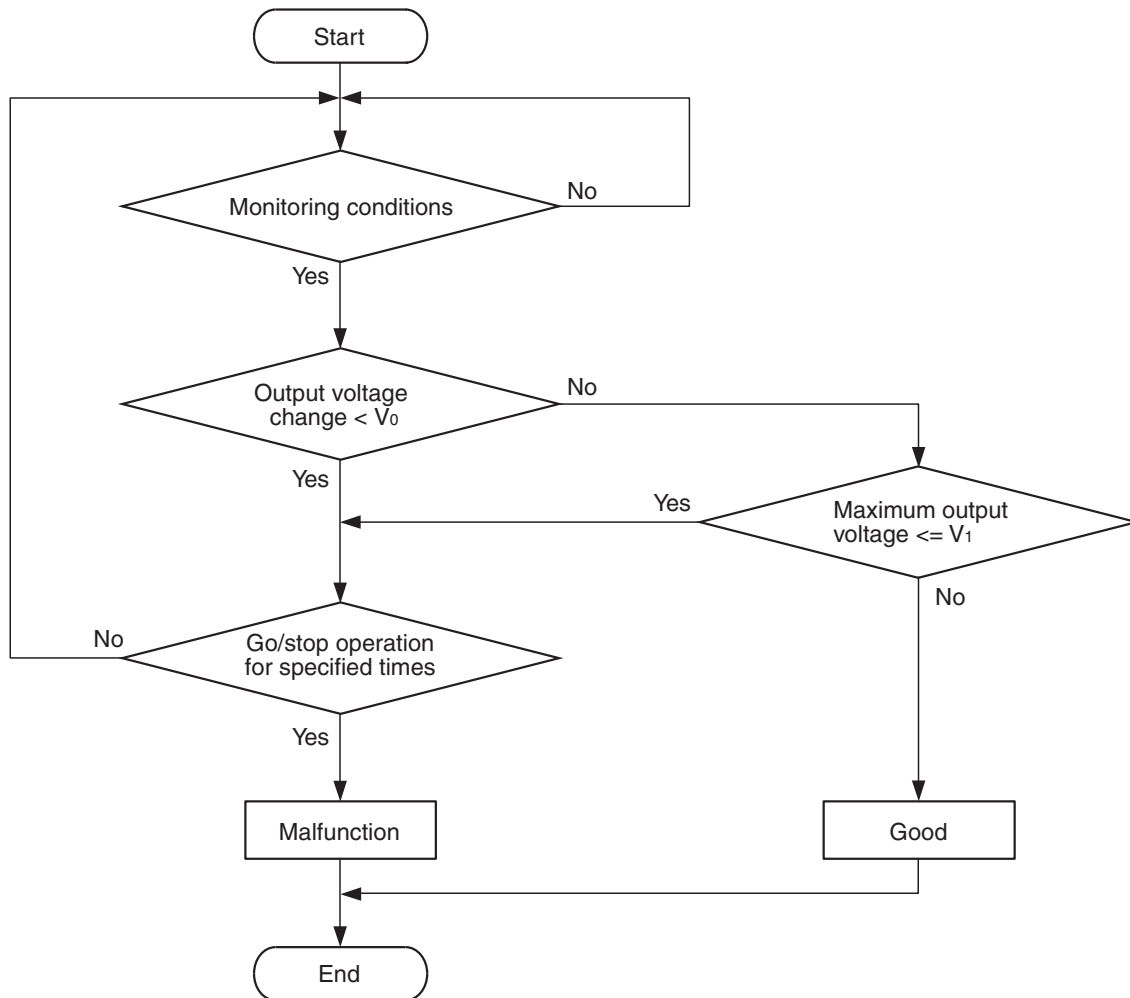 Start
Monitoring conditions
No
Yes
Output voltage
change < V0
No
Yes
Maximum output
voltage <= V1
Yes
No
Go/stop operation
for specified times
No
Yes
Malfunction
Good
End